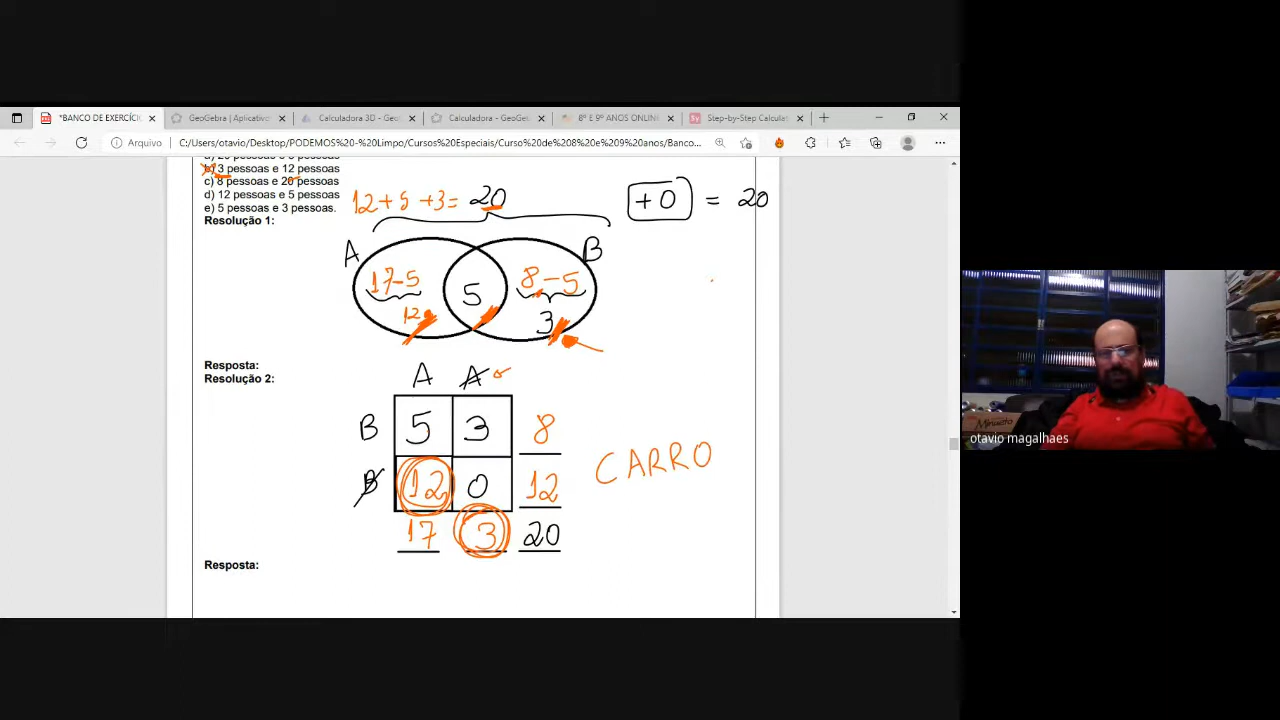 *BANCO DE EXERCÍCI
GeoGebra | Aplicativo
Calculadora 3D - Geo
Calculadora - GeoGe
8º E 9º ANOS ONLIN
Step-by-Step Calculat
Arquivo
C:/Users/otavio/Desktop/PODEMOS%20-%20Limpo/Cursos%20Especiais/Curso%20de%208%20e%209%20anos/Banco...
b) 3 pessoas e 12 pessoas
c) 8 pessoas e 20 pessoas
d) 12 pessoas e 5 pessoas
e) 5 pessoas e 3 pessoas.
Resolução 1:
12 + 5 + 3 = 20
+ 0 = 20
A B
17-5 5 8-5
12 3
Resposta:
Resolução 2:
A A
B 5 3 8
B 12 0 12
17 3 20
CARRO
Resposta:
Minueto
otavio magalhaes